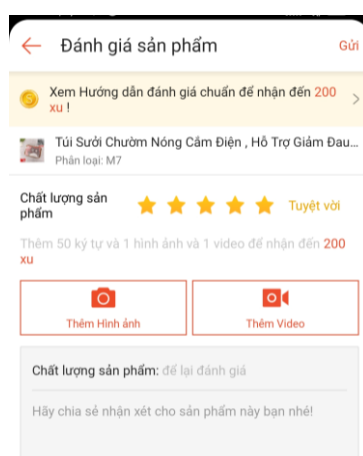 Đánh giá sản phẩm
Gửi
Xem Hướng dẫn đánh giá chuẩn để nhận đến 200
xu !
Túi Sưởi Chườm Nóng Cắm Điện , Hỗ Trợ Giảm Đau...
Phân loại: M7
Chất lượng sản
phẩm
Tuyệt vời
Thêm 50 ký tự và 1 hình ảnh và 1 video để nhận đến 200
xu
Thêm Hình ảnh
Thêm Video
Chất lượng sản phẩm: để lại đánh giá
Hãy chia sẻ nhận xét cho sản phẩm này bạn nhé!